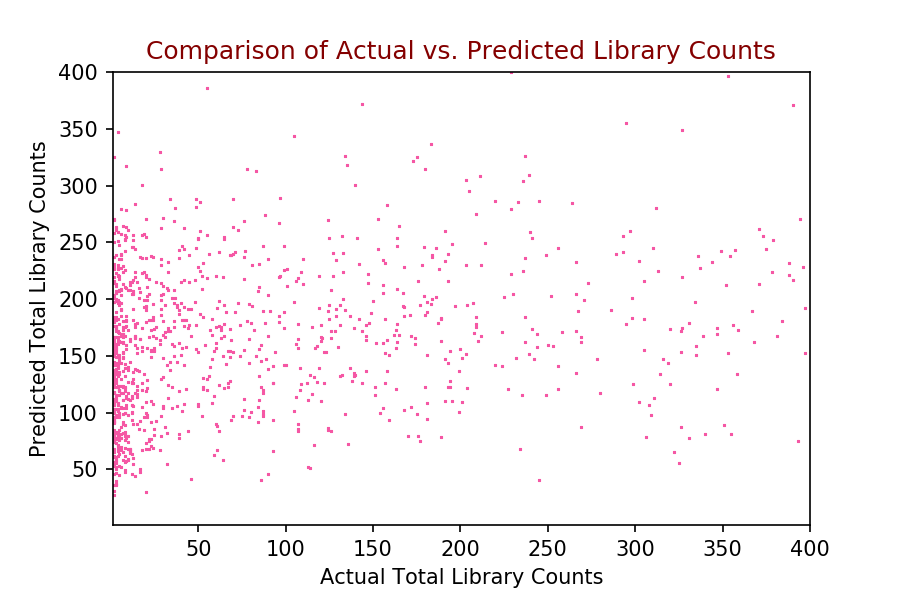 Comparison of Actual vs. Predicted Library Counts
Predicted Total Library Counts
400
350
300
250
200
150
100
50
50 100 150 200 250 300 350 400
Actual Total Library Counts